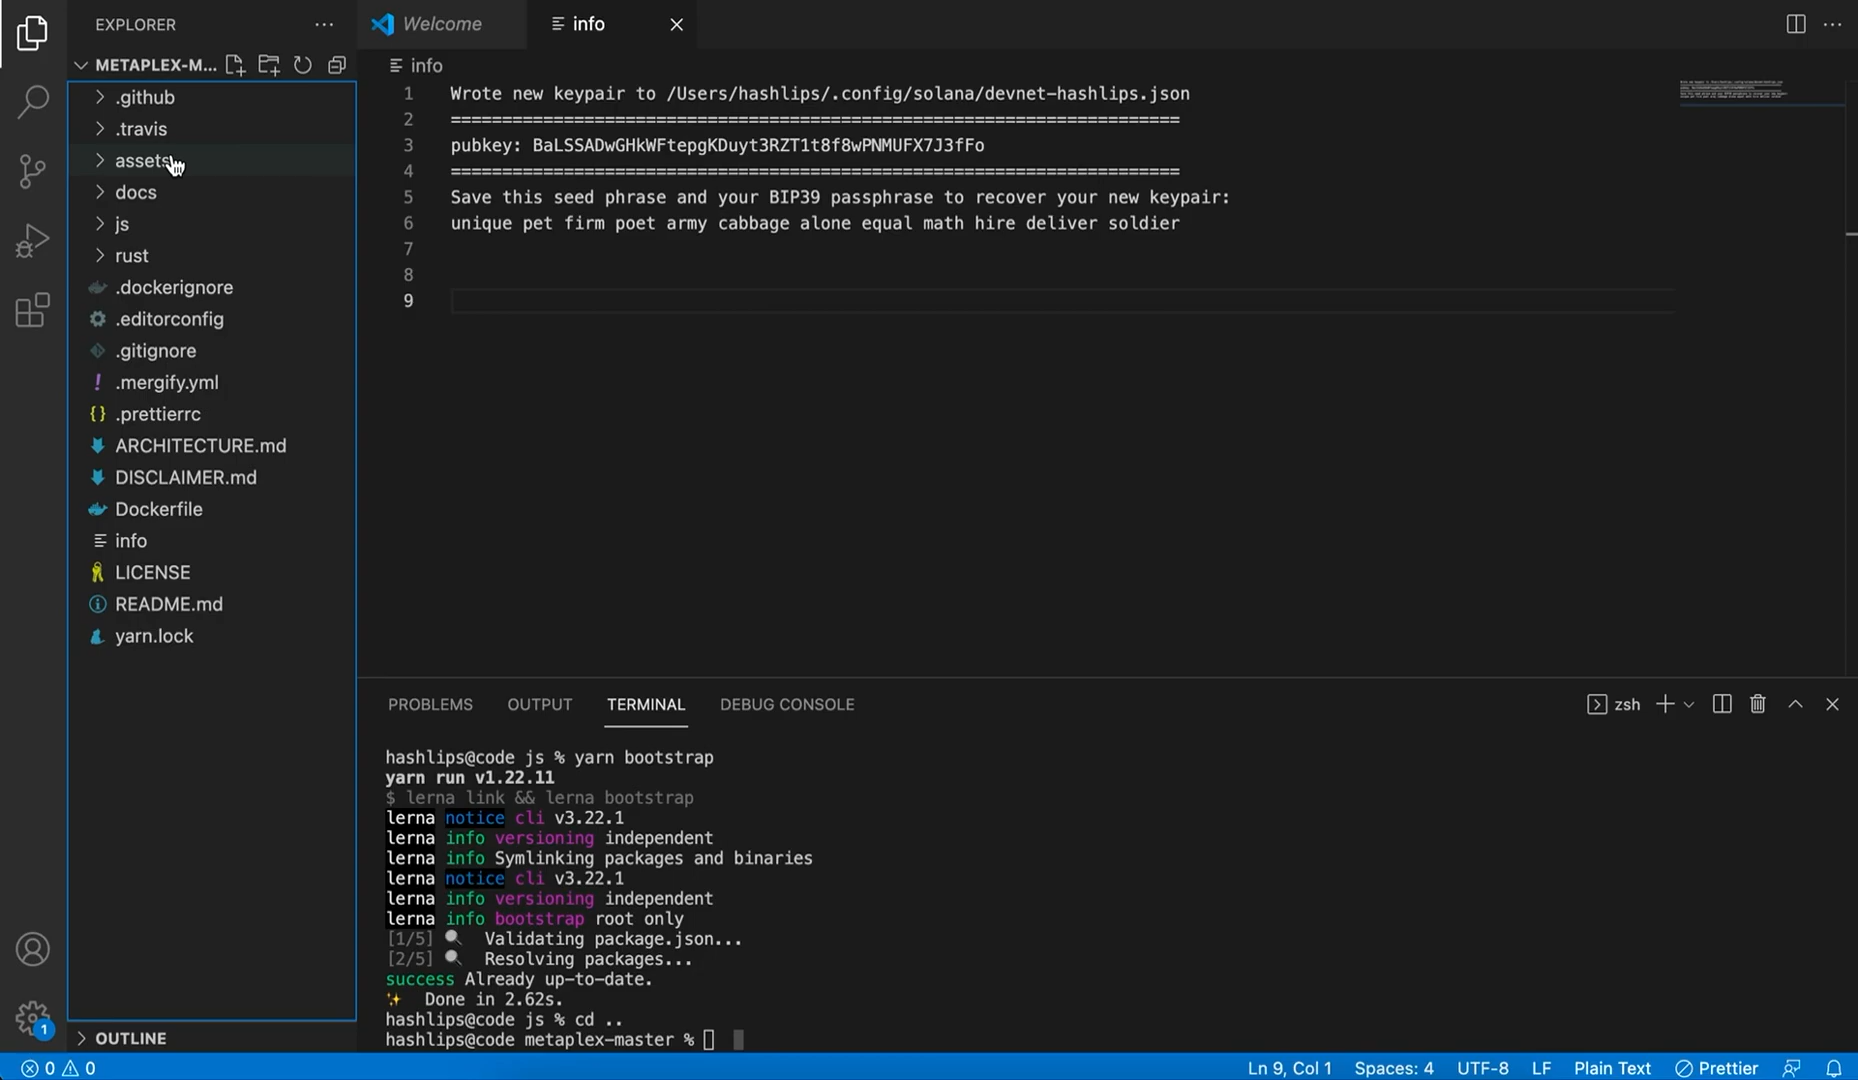 EXPLORER
METAPLEX-M...
.github
.travis
assets
docs
js
rust
.dockerignore
.editorconfig
.gitignore
.mergify.yml
.prettierrc
ARCHITECTURE.md
DISCLAIMER.md
Dockerfile
info
LICENSE
README.md
yarn.lock
OUTLINE
Welcome
info
info
1 Wrote new keypair to /Users/hashlips/.config/solana/devnet-hashlips.json
2 =======================================================================
3 pubkey: BaLSSADwGHkWFtepgKDuyt3RZT1t8f8wPNMUFX7J3fFo
4 =======================================================================
5 Save this seed phrase and your BIP39 passphrase to recover your new keypair:
6 unique pet firm poet army cabbage alone equal math hire deliver soldier
7
8
9
PROBLEMS OUTPUT TERMINAL DEBUG CONSOLE
zsh
hashlips@code js % yarn bootstrap
yarn run v1.22.11
$ lerna link && lerna bootstrap
lerna notice cli v3.22.1
lerna info versioning independent
lerna info Symlinking packages and binaries
lerna notice cli v3.22.1
lerna info versioning independent
lerna info bootstrap root only
[1/5] 🔍 Validating package.json...
[2/5] 🔍 Resolving packages...
success Already up-to-date.
✨ Done in 2.62s.
hashlips@code js % cd ..
hashlips@code metaplex-master %
1
0 0
Ln 9, Col 1 Spaces: 4 UTF-8 LF Plain Text Prettier